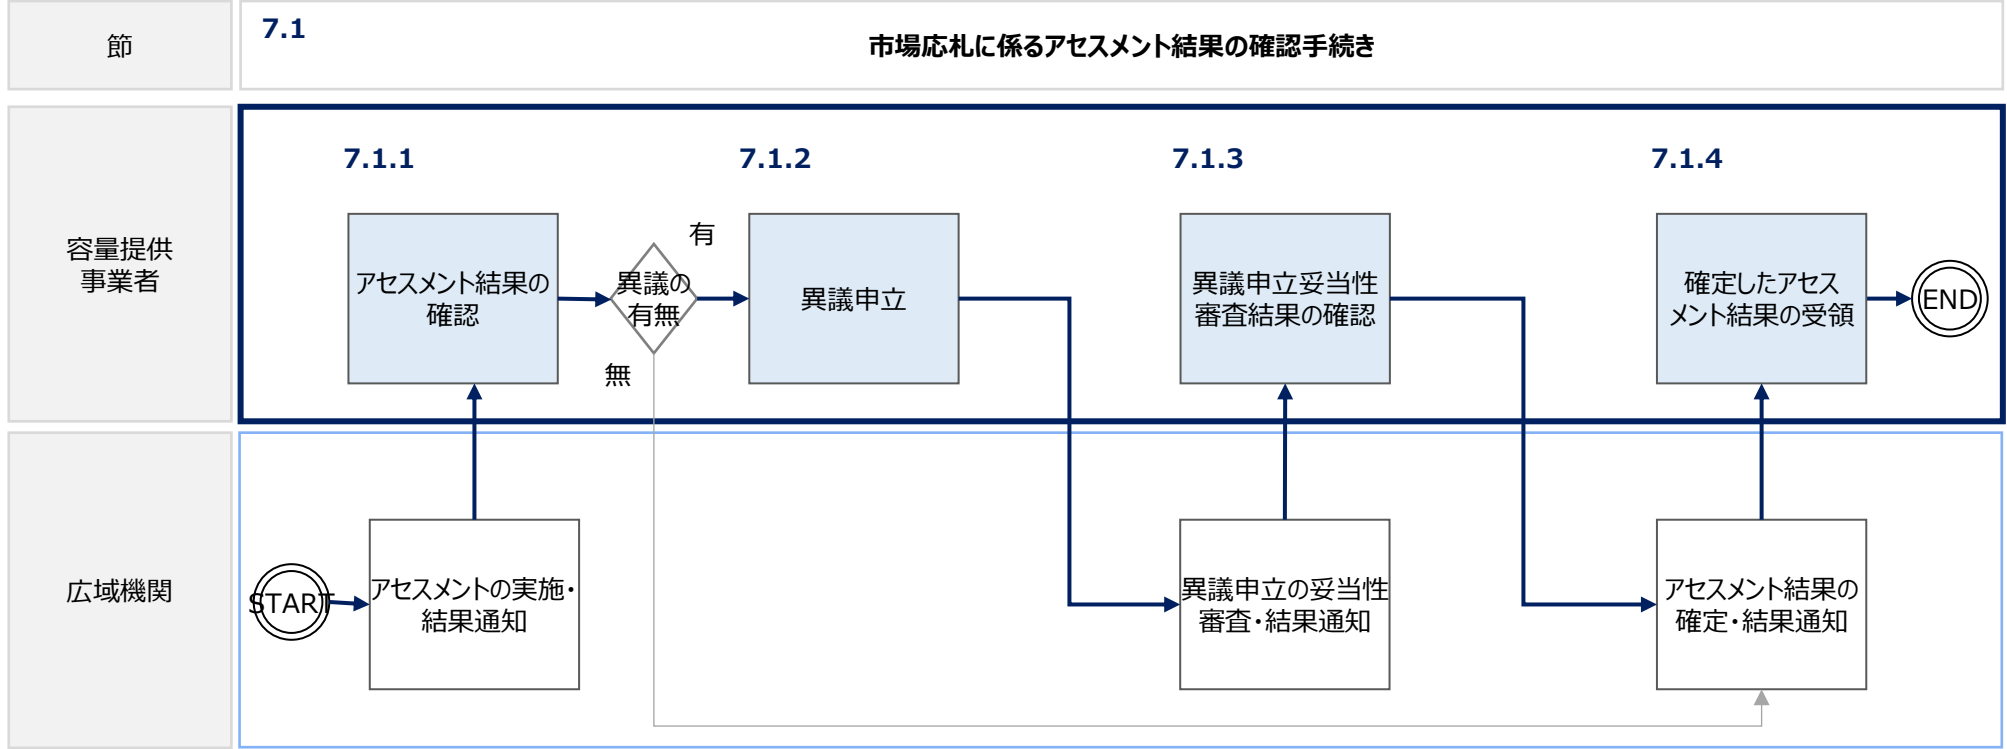 節
7.1
市場応札に係るアセスメント結果の確認手続き
容量提供
事業者
7.1.1
7.1.2
7.1.3
7.1.4
アセスメント結果の
確認
異議の
有無
有
無
異議申立
異議申立妥当性
審査結果の確認
確定したアセス
メント結果の受領
END
広域機関
START
アセスメントの実施・
結果通知
異議申立の妥当性
審査・結果通知
アセスメント結果の
確定・結果通知